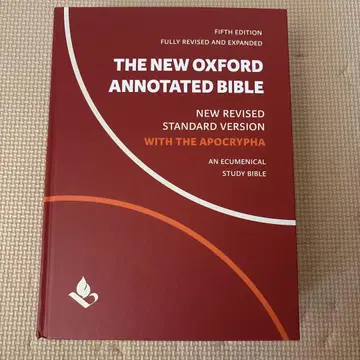 FIFTH EDITION
FULLY REVISED AND EXPANDED
THE NEW OXFORD
ANNOTATED BIBLE
NEW REVISED
STANDARD VERSION
WITH THE APOCRYPHA
AN ECUMENICAL
STUDY BIBLE